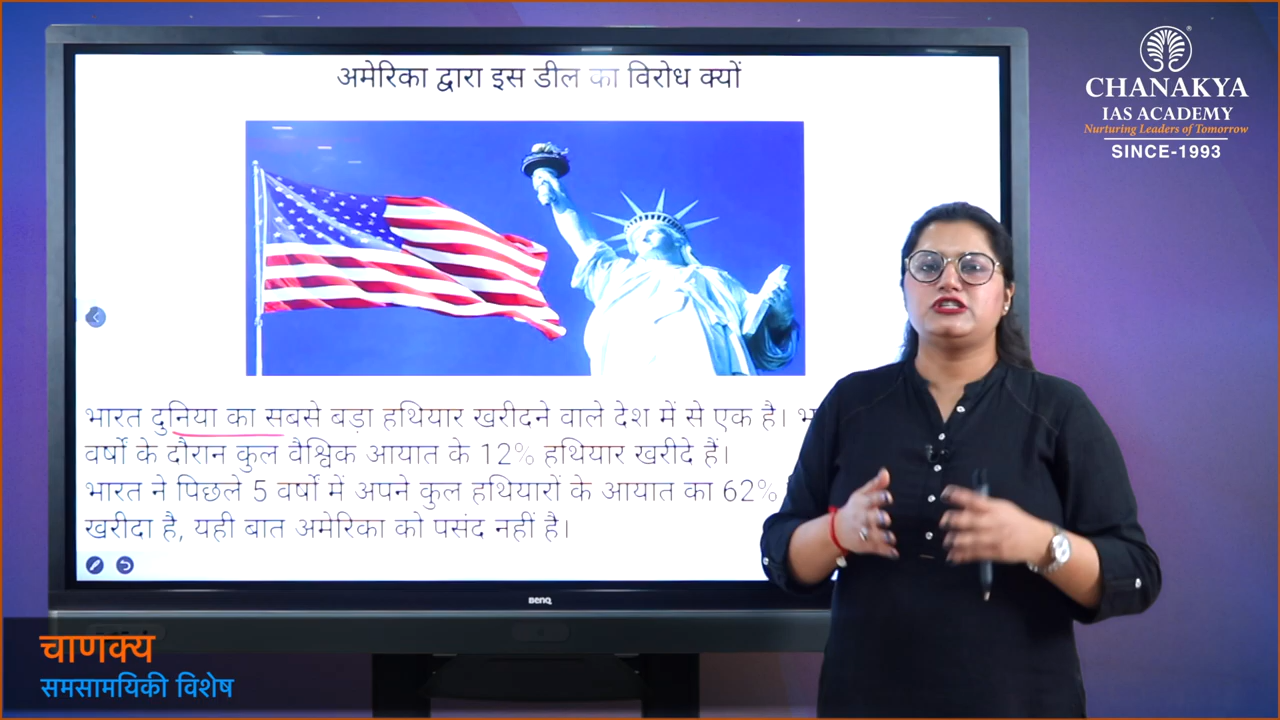 अमेरिका द्वारा इस डील का विरोध क्यों
भारत दुनिया का सबसे बड़ा हथियार खरीदने वाले देश में से एक है।
वर्षो के दौरान कुल वैश्विक आयात के 12% हथियार खरीदे हैं।
भारत ने पिछले 5 वर्षों में अपने कुल हथियारों के आयात का 62%
खरीदा है, यही बात अमेरिका को पसंद नहीं है।
BenQ
CHANAKYA
IAS ACADEMY
Nurturing Leaders of Tomorrow
SINCE-1993
चाणक्य
समसामयिकी विशेष